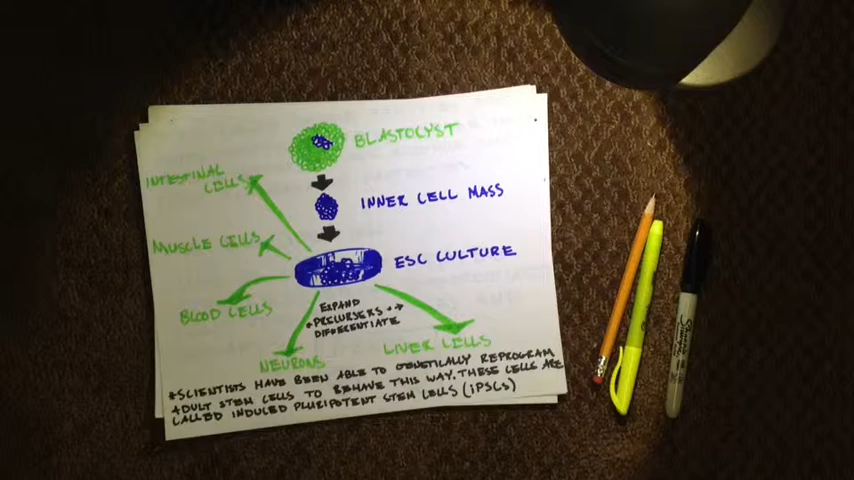 BLASTOCYST
INTESTINAL
CELLS
INNER CELL MASS
MUSCLE CELLS
ESC CULTURE
BLOOD CELLS
EXPAND
PRECURSERS
DIFFERENTIATE
NEURONS
LIVER CELLS
*SCIENTISTS HAVE BEEN ABLE TO GENETICALLY REPROGRAM
ADULT STEM CELLS TO BEHAVE THIS WAY. THESE CELLS ARE
CALLED INDUCED PLURIPOTENT STEM CELLS (iPSCs)
Sharpie